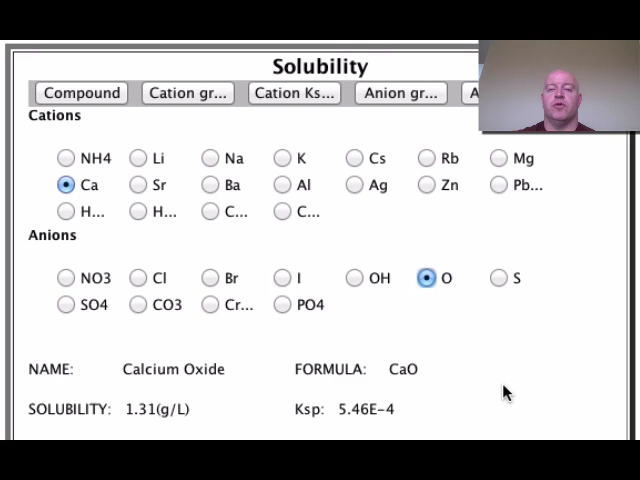 Solubility
Compound Cation gr... Cation Ks... Anion gr... A
Cations
NH4 Li Na K Cs Rb Mg
Ca Sr Ba Al Ag Zn Pb...
H... H... C... C...
Anions
NO3 Cl Br I OH O S
SO4 CO3 Cr... PO4
NAME: Calcium Oxide FORMULA: CaO
SOLUBILITY: 1.31(g/L) Ksp: 5.46E-4